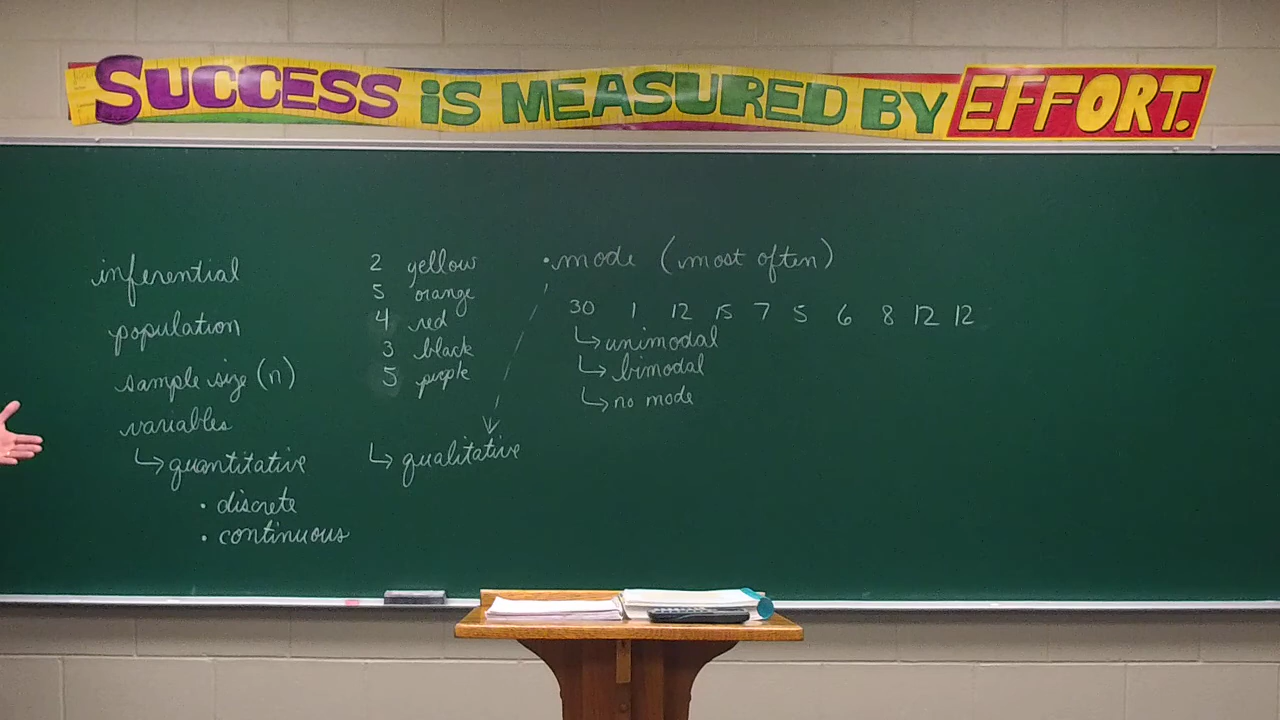 SUCCESS IS MEASURED BY EFFORT.
inferential
population
sample size (n)
variables
↳ quantitative
• discrete
• continuous
2 yellow
5 orange
4 red
3 black
5 purple
↳ qualitative
• mode (most often)
30 1 12 15 7 5 6 8 12 12
↳ unimodal
↳ bimodal
↳ no mode